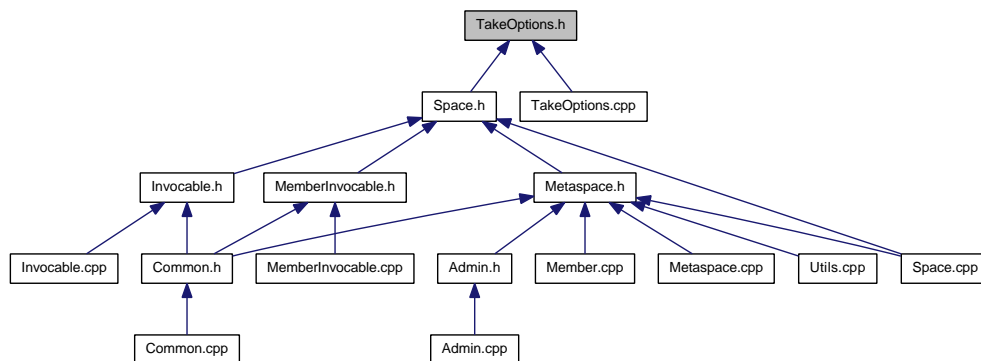 TakeOptions.h
Space.h
TakeOptions.cpp
Invocable.h
MemberInvocable.h
Metaspace.h
Invocable.cpp
Common.h
MemberInvocable.cpp
Admin.h
Member.cpp
Metaspace.cpp
Utils.cpp
Space.cpp
Common.cpp
Admin.cpp